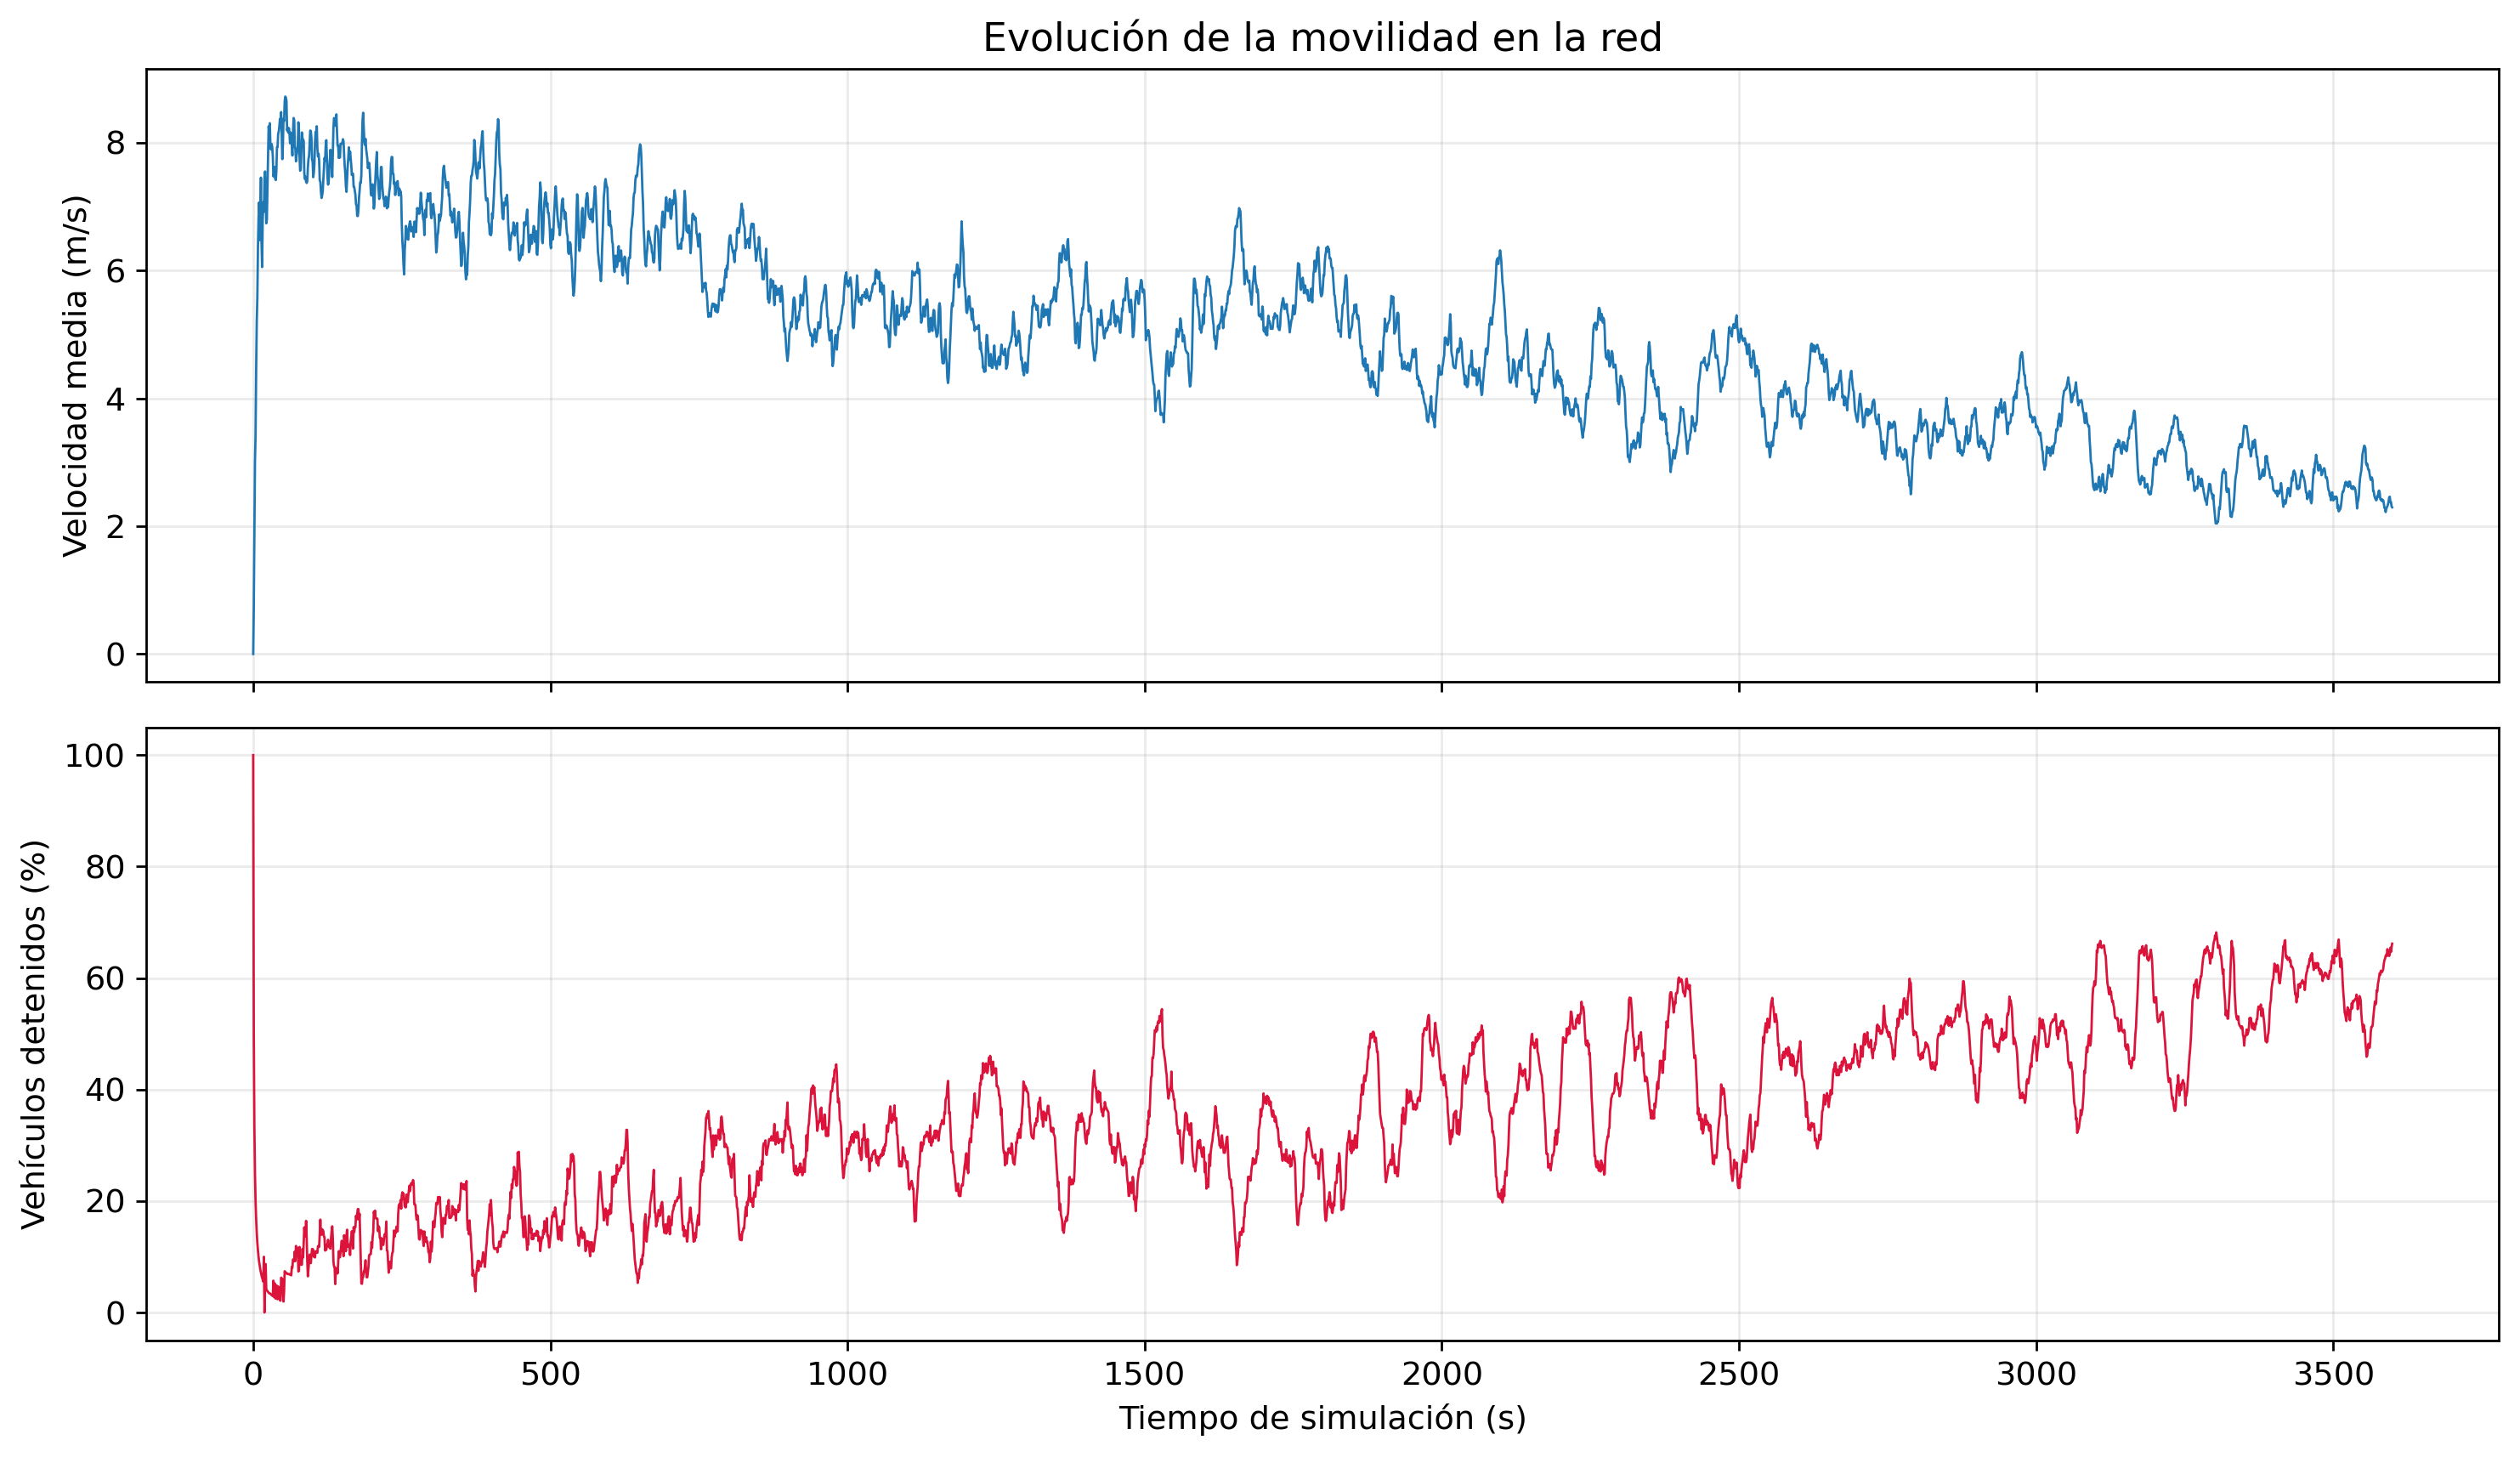 Evolución de la movilidad en la red
Velocidad media (m/s)
8
6
4
2
0
Vehículos detenidos (%)
100
80
60
40
20
0
0 500 1000 1500 2000 2500 3000 3500
Tiempo de simulación (s)